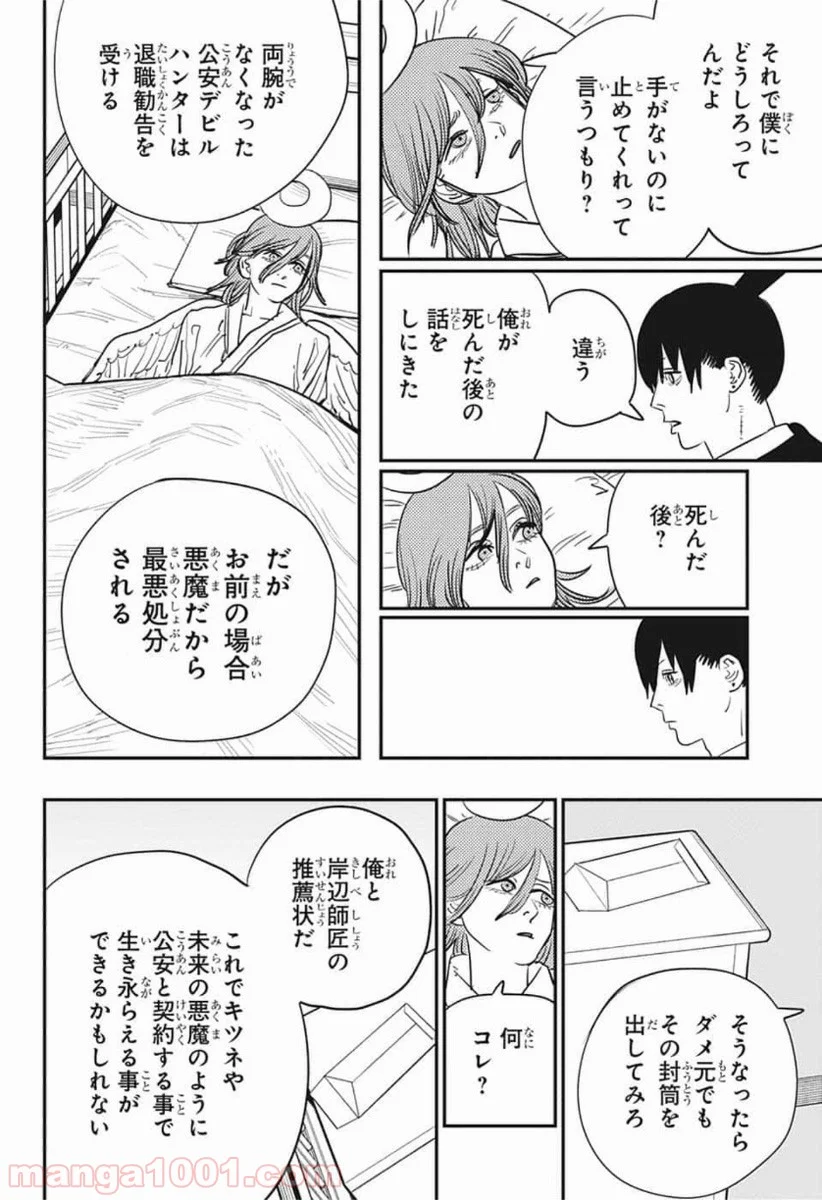 それで僕に
どうしろって
んだよ
手がないのに
止めてくれって
言うつもり?
違う
俺が
死んだ後の
話を
しにきた
死んだ
後?
両腕が
なくなった
公安デビル
ハンターは
退職勧告を
受ける
だが
お前の場合
悪魔だから
最悪処分
される
そうなったら
ダメ元でも
その封筒を
出してみろ
何
コレ?
俺と
岸辺師匠の
推薦状だ
これでキツネや
未来の悪魔のように
公安と契約する事で
生き永らえる事が
できるかもしれない
manga1001.com